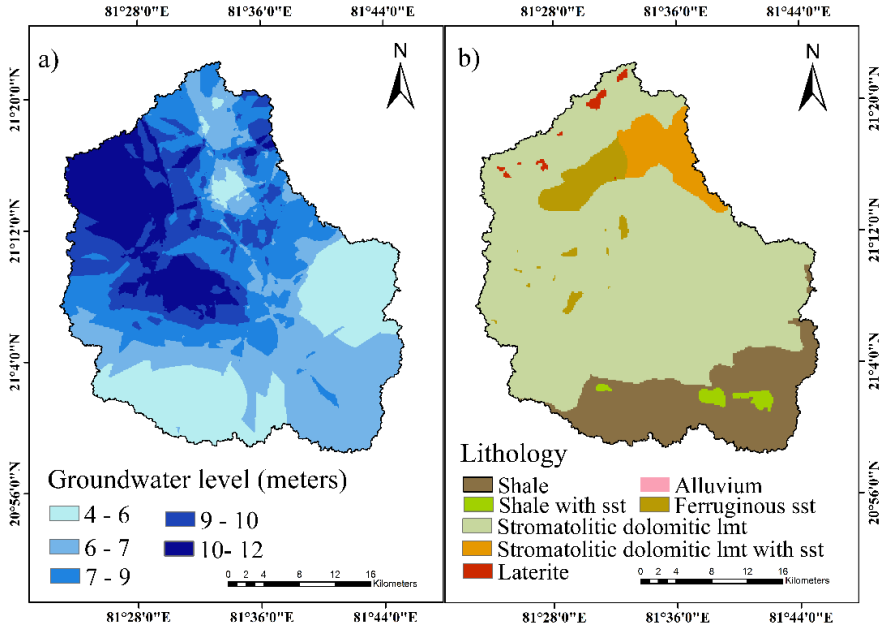 81°28'0"E 81°36'0"E 81°44'0"E 81°28'0"E 81°36'0"E 81°44'0"E
a) N
b) N
21°20'0"N
21°12'0"N
21°4'0"N
20°56'0"N
21°20'0"N
21°12'0"N
21°4'0"N
20°56'0"N
Groundwater level (meters)
4 - 6 9 - 10
6 - 7 10- 12
7 - 9
0 2 4 8 12 16
Kilometers
Lithology
Shale Alluvium
Shale with sst Ferruginous sst
Stromatolitic dolomitic lmt
Stromatolitic dolomitic lmt with sst
Laterite
0 2 4 8 12 16
Kilometers
81°28'0"E 81°36'0"E 81°44'0"E 81°28'0"E 81°36'0"E 81°44'0"E